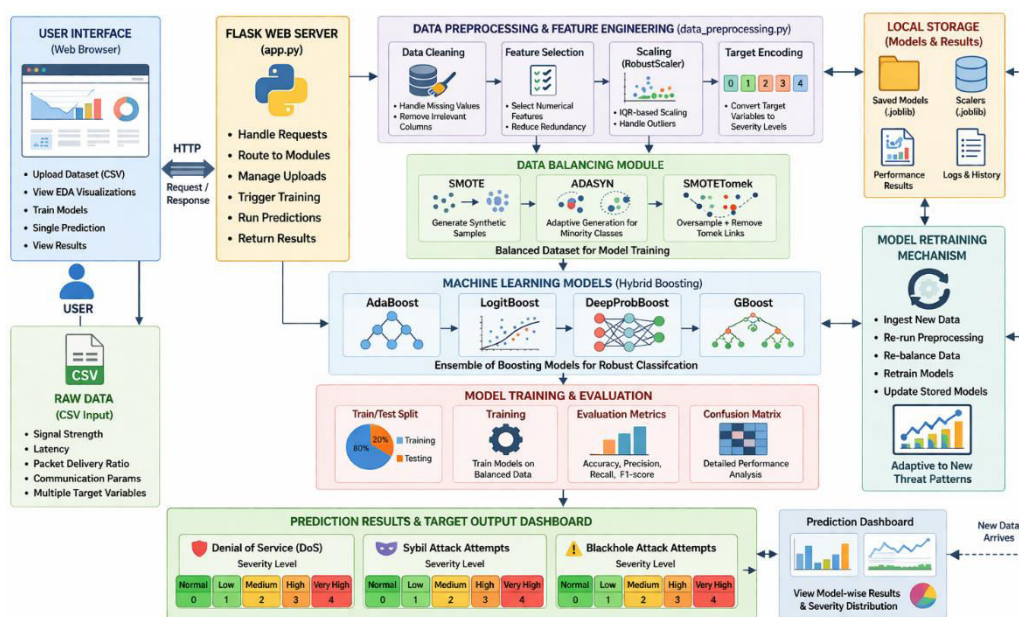 USER INTERFACE
(Web Browser)
• Upload Dataset (CSV)
• View EDA Visualizations
• Train Models
• Single Prediction
• View Results
USER
CSV
RAW DATA
(CSV Input)
• Signal Strength
• Latency
• Packet Delivery Ratio
• Communication Params
• Multiple Target Variables
HTTP
Request /
Response
FLASK WEB SERVER
(app.py)
• Handle Requests
• Route to Modules
• Manage Uploads
• Trigger Training
• Run Predictions
• Return Results
DATA PREPROCESSING & FEATURE ENGINEERING (data_preprocessing.py)
Data Cleaning
• Handle Missing Values
• Remove Irrelevant
Columns
Feature Selection
• Select Numerical
Features
• Reduce Redundancy
Scaling
(RobustScaler)
• IQR-based Scaling
• Handle Outliers
Target Encoding
0 1 2 3 4
• Convert Target
Variables to
Severity Levels
DATA BALANCING MODULE
SMOTE
Generate Synthetic
Samples
ADASYN
Adaptive Generation for
Minority Classes
SMOTETomek
Oversample + Remove
Tomek Links
Balanced Dataset for Model Training
MACHINE LEARNING MODELS (Hybrid Boosting)
AdaBoost
LogitBoost
DeepProbBoost
GBoost
Ensemble of Boosting Models for Robust Classifcation
MODEL TRAINING & EVALUATION
Train/Test Split
20%
80%
Training
Testing
Training
Train Models on
Balanced Data
Evaluation Metrics
Accuracy, Precision,
Recall, F1-score
Confusion Matrix
Detailed Performance
Analysis
PREDICTION RESULTS & TARGET OUTPUT DASHBOARD
Denial of Service (DoS)
Severity Level
Normal Low Medium High Very High
0 1 2 3 4
Sybil Attack Attempts
Severity Level
Normal Low Medium High Very High
0 1 2 3 4
Blackhole Attack Attempts
Severity Level
Normal Low Medium High Very High
0 1 2 3 4
LOCAL STORAGE
(Models & Results)
Saved Models
(.joblib)
Scalers
(.joblib)
Performance
Results
Logs & History
MODEL RETRAINING
MECHANISM
• Ingest New Data
• Re-run Preprocessing
• Re-balance Data
• Retrain Models
• Update Stored Models
Adaptive to New
Threat Patterns
Prediction Dashboard
View Model-wise Results
& Severity Distribution
New Data
Arrives